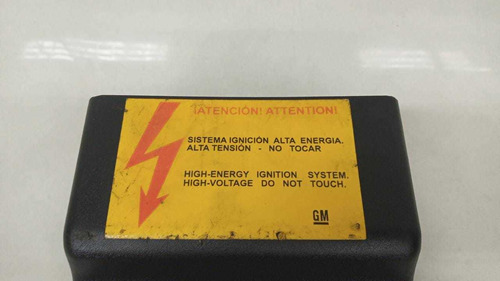 ¡ATENCIÓN! ATTENTION!
SISTEMA IGNICIÓN ALTA ENERGIA.
ALTA TENSIÓN - NO TOCAR
HIGH-ENERGY IGNITION SYSTEM.
HIGH-VOLTAGE DO NOT TOUCH.
GM